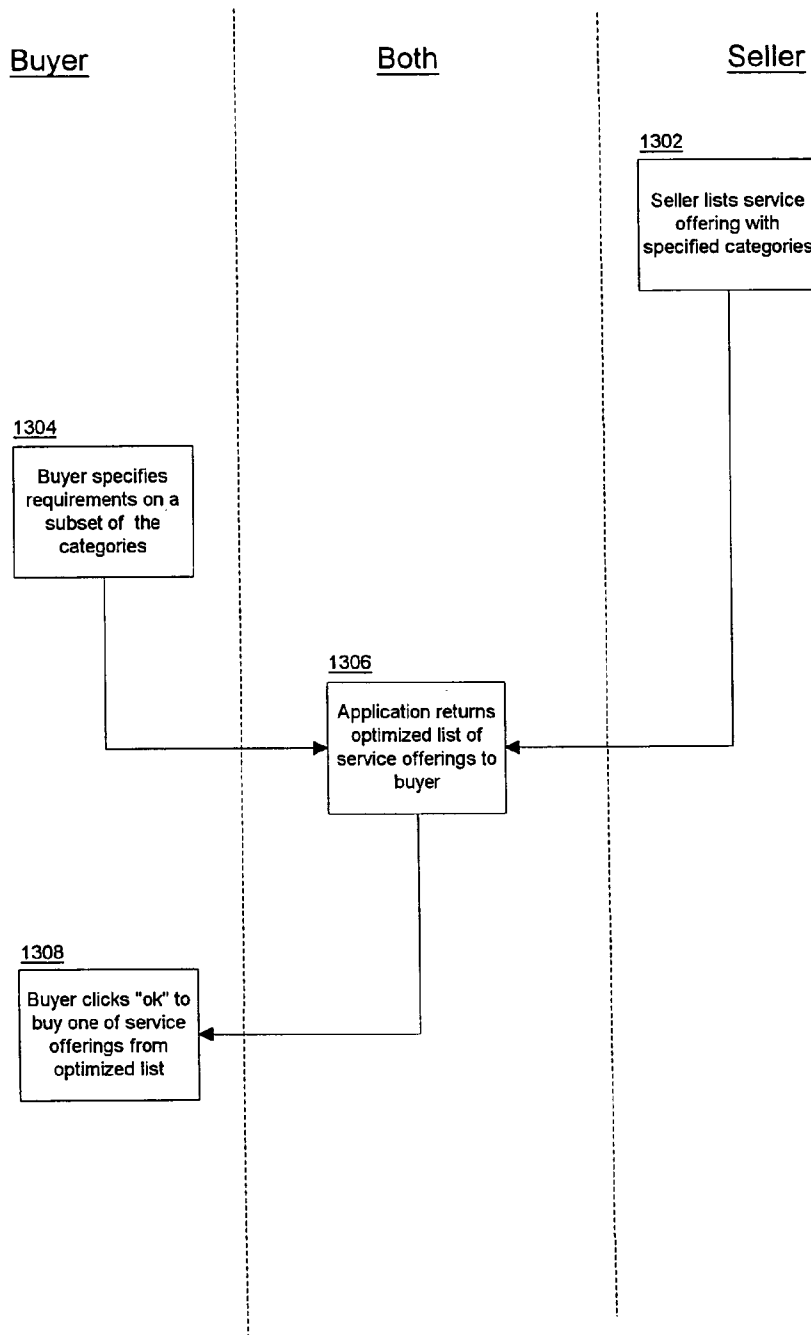 Buyer
Both
Seller
1302
Seller lists service
offering with
specified categories
1304
Buyer specifies
requirements on a
subset of the
categories
1306
Application returns
optimized list of
service offerings to
buyer
1308
Buyer clicks "ok" to
buy one of service
offerings from
optimized list